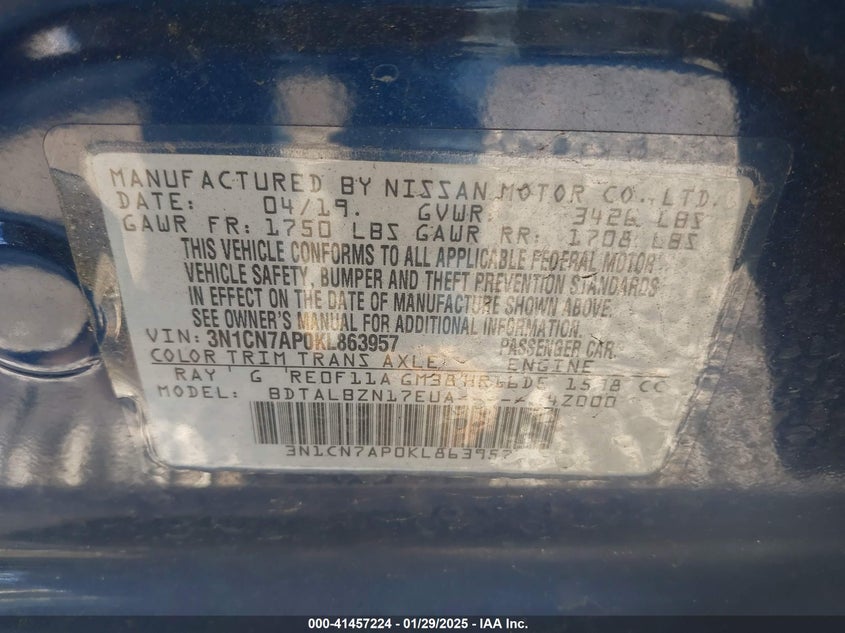 MANUFACTURED BY NISSAN MOTOR CO., LTD.
DATE: 04/19. GVWR 3426 LBS
GAWR FR: 1750 LBS GAWR RR: 1708 LBS
THIS VEHICLE CONFORMS TO ALL APPLICABLE FEDERAL MOTOR
VEHICLE SAFETY, BUMPER AND THEFT PREVENTION STANDARDS
IN EFFECT ON THE DATE OF MANUFACTURE SHOWN ABOVE.
SEE OWNER'S MANUAL FOR ADDITIONAL INFORMATION
VIN: 3N1CN7AP0KL863957 PASSENGER CAR
COLOR TRIM TRANS AXLE ENGINE
RAY G RE0F11A GM38 HR16DE 1598 CC
MODEL: BDTALBZN17EUA
3N1CN7AP0KL863957
000-41457224 - 01/29/2025 - IAA Inc.